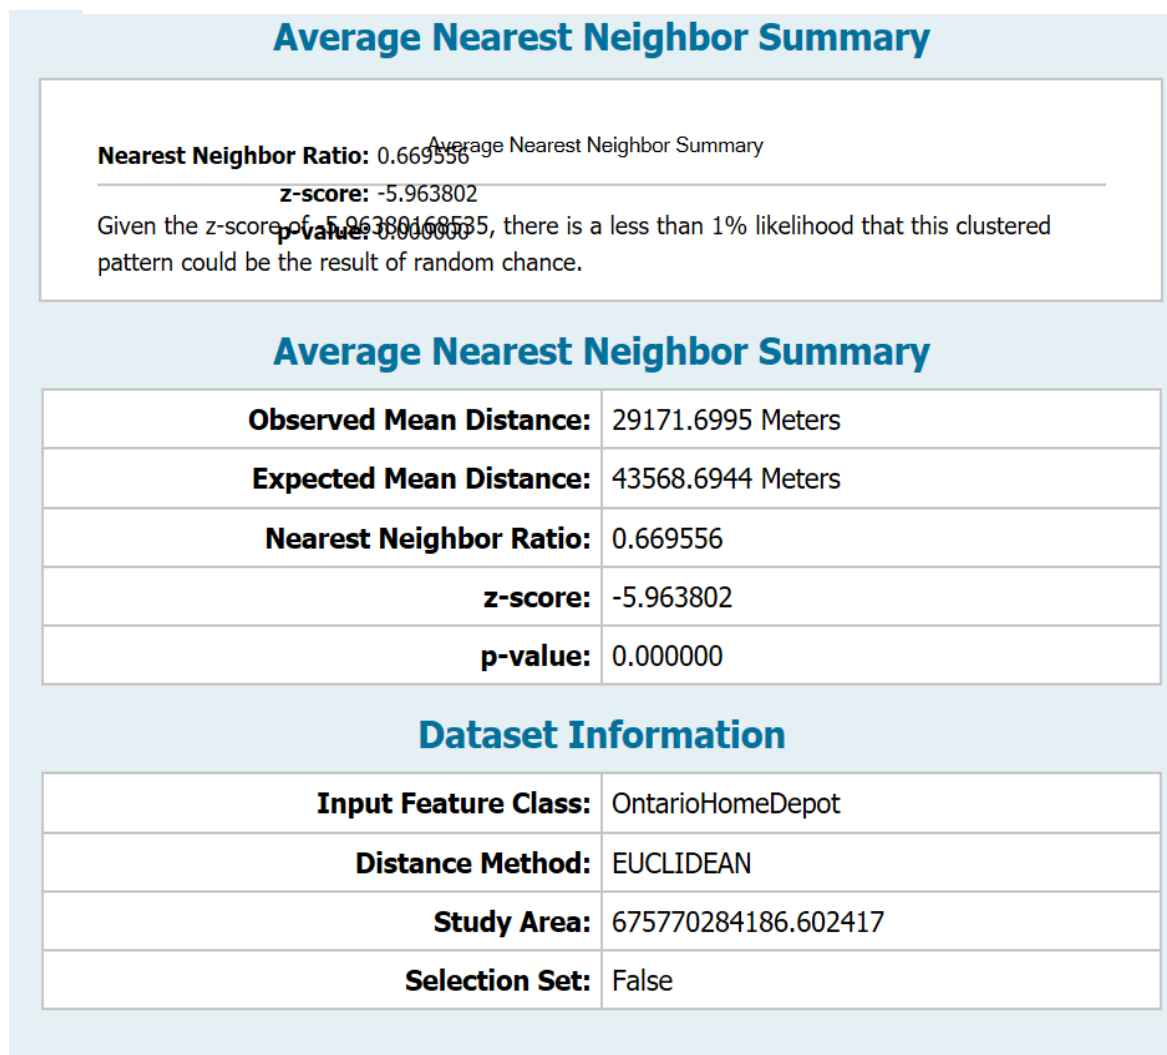 Average Nearest Neighbor Summary
Nearest Neighbor Ratio: 0.669556
Average Nearest Neighbor Summary
z-score: -5.963802
Given the z-score of -5.96380168535, there is a less than 1% likelihood that this clustered
p-value: 0.000000
pattern could be the result of random chance.
Average Nearest Neighbor Summary
Observed Mean Distance: 29171.6995 Meters
Expected Mean Distance: 43568.6944 Meters
Nearest Neighbor Ratio: 0.669556
z-score: -5.963802
p-value: 0.000000
Dataset Information
Input Feature Class: OntarioHomeDepot
Distance Method: EUCLIDEAN
Study Area: 675770284186.602417
Selection Set: False